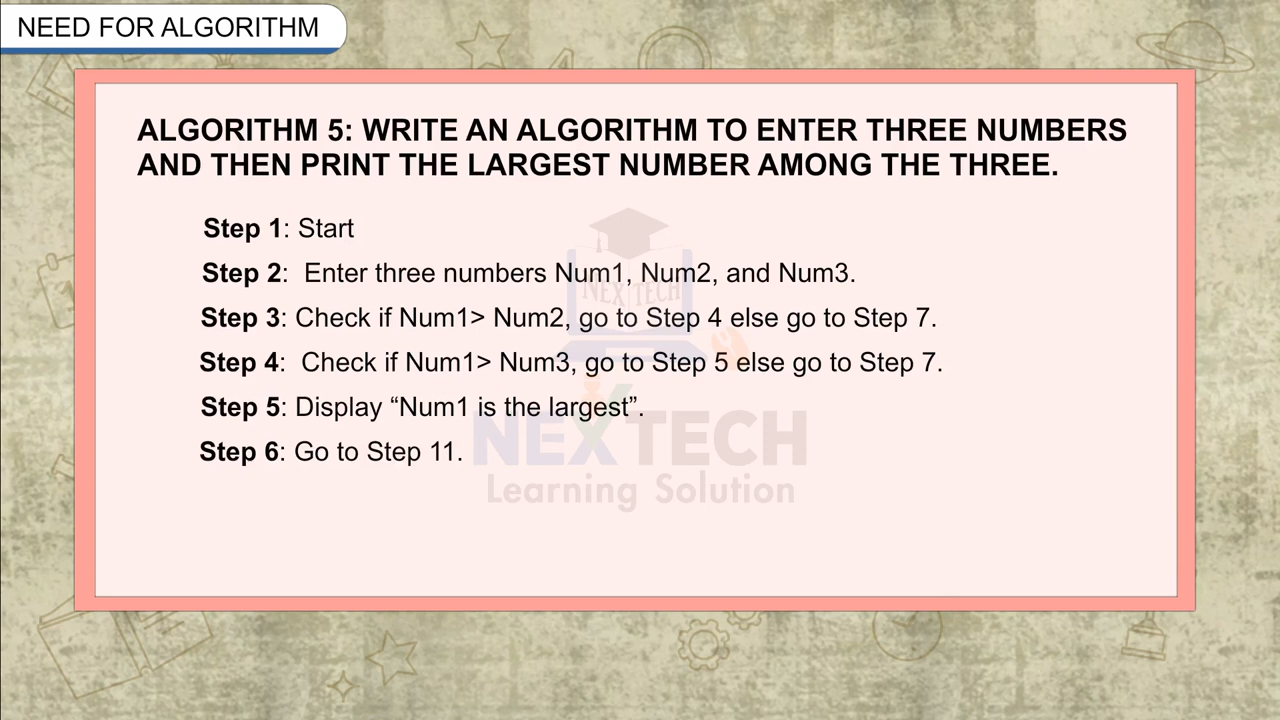 NEED FOR ALGORITHM
ALGORITHM 5: WRITE AN ALGORITHM TO ENTER THREE NUMBERS
AND THEN PRINT THE LARGEST NUMBER AMONG THE THREE.
Step 1: Start
Step 2: Enter three numbers Num1, Num2, and Num3.
Step 3: Check if Num1> Num2, go to Step 4 else go to Step 7.
Step 4: Check if Num1> Num3, go to Step 5 else go to Step 7.
Step 5: Display “Num1 is the largest”.
Step 6: Go to Step 11.
NEXTECH
NEXTECH
Learning Solution